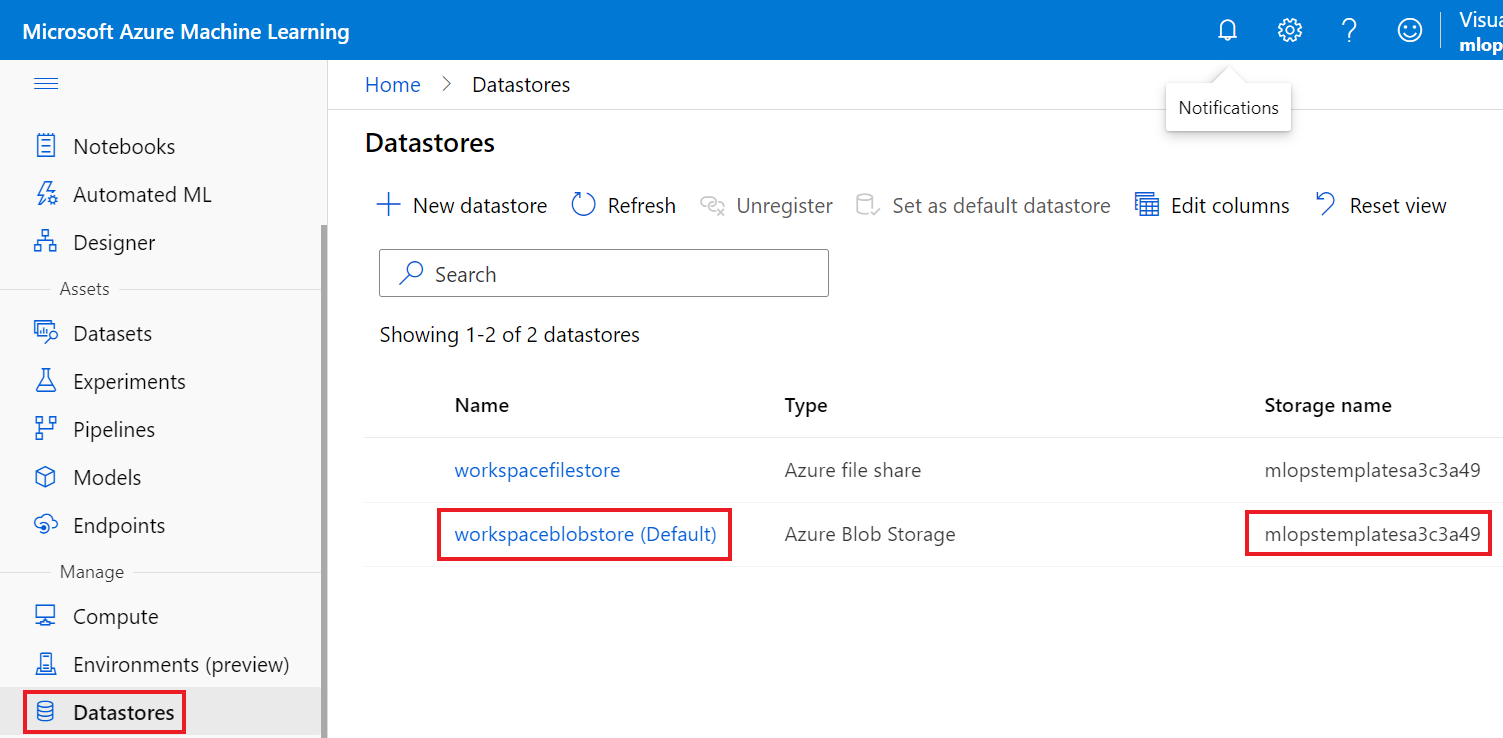 Microsoft Azure Machine Learning
Notifications
Notebooks
Automated ML
Designer
Assets
Datasets
Experiments
Pipelines
Models
Endpoints
Manage
Compute
Environments (preview)
Datastores
Home > Datastores
Datastores
New datastore Refresh Unregister Set as default datastore Edit columns Reset view
Search
Showing 1-2 of 2 datastores
Name Type Storage name
workspacefilestore Azure file share mlopstemplatesa3c3a49
workspaceblobstore (Default) Azure Blob Storage mlopstemplatesa3c3a49